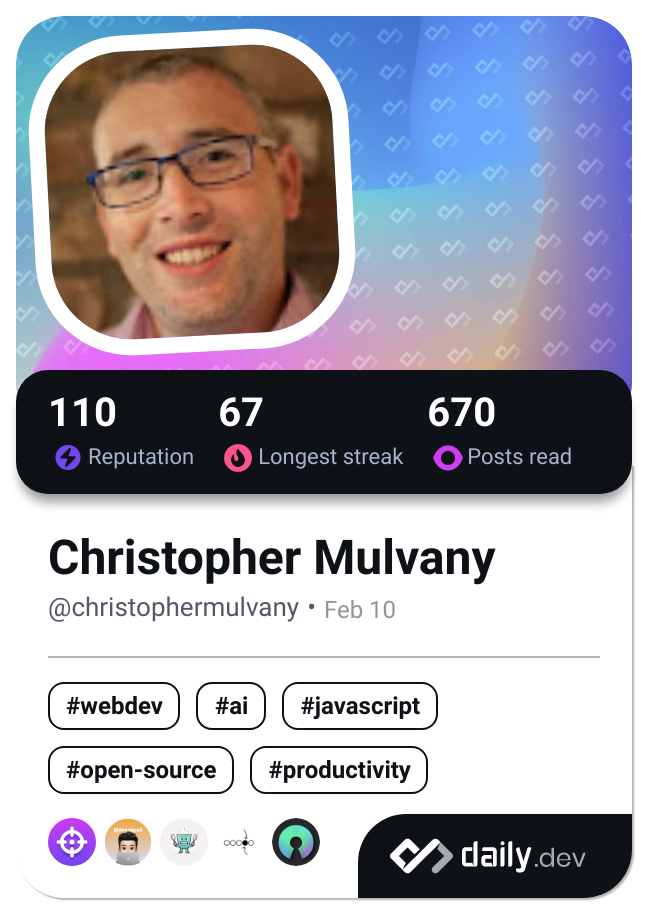 110 67 670
Reputation Longest streak Posts read
Christopher Mulvany
@christophermulvany • Feb 10
#webdev #ai #javascript
#open-source #productivity
daily.dev